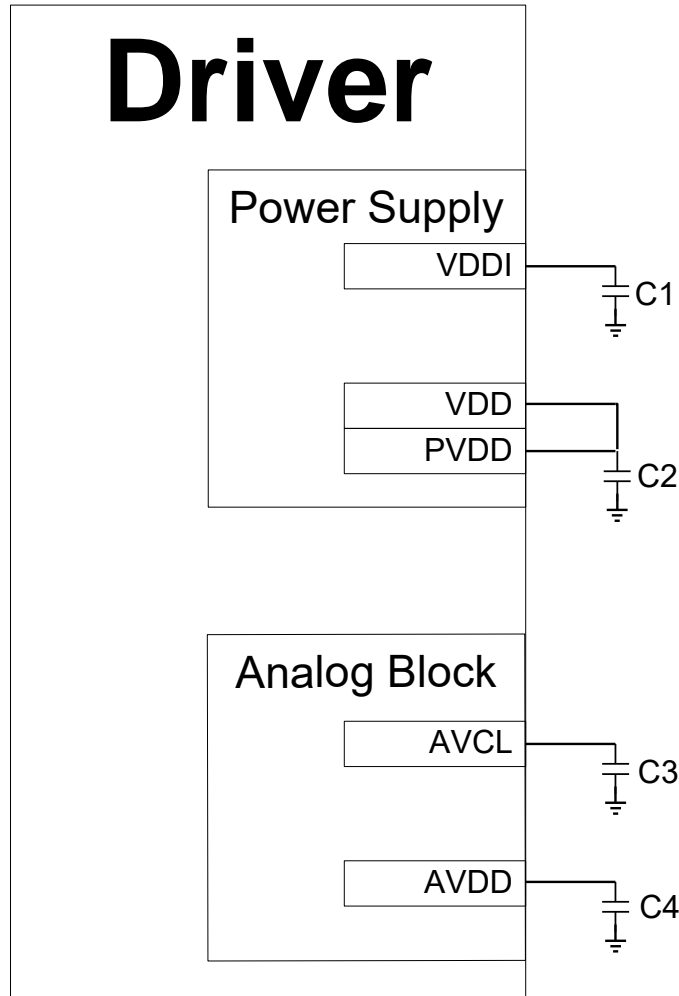 Driver
Power Supply
VDDI
C1
VDD
PVDD
C2
Analog Block
AVCL
C3
AVDD
C4